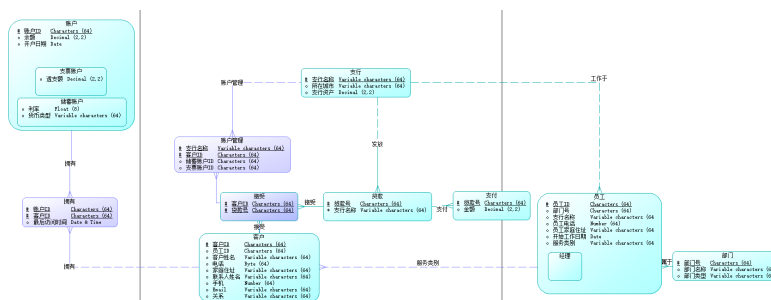 账户
账户ID Characters (64)
余额 Decimal (2,2)
开户日期 Date
支票账户
透支额 Decimal (2,2)
储蓄账户
利率 Float (8)
货币类型 Variable characters (64)
拥有
拥有
账户ID Characters (64)
客户ID Characters (64)
最后访问时间 Date & Time
拥有
账户管理
支行
支行名称 Variable characters (64)
所在城市 Variable characters (64)
支行资产 Decimal (2,2)
工作于
账户管理
支行名称 Variable characters (64)
客户ID Characters (64)
储蓄账户ID Characters (64)
支票账户ID Characters (64)
发放
接受
客户ID Characters (64)
贷款号 Characters (64)
接受
贷款
贷款号 Characters (64)
支行名称 Variable characters (64)
支付
支付
贷款号 Characters (64)
金额 Decimal (2,2)
接受
客户
客户ID Characters (64)
员工ID Characters (64)
客户姓名 Variable characters (64)
电话 Byte (64)
家庭住址 Variable characters (64)
联系人姓名 Variable characters (64)
手机 Number (64)
Email Variable characters (64)
关系 Variable characters (64)
服务类别
员工
员工ID Characters (64)
部门号 Characters (64)
支行名称 Variable characters (64
员工电话 Number (64)
员工家庭住址 Variable characters (64
开始工作日期 Date
服务类别 Variable characters (64
经理
属于
部门
部门号 Characters (64)
部门名称 Variable characters (64)
部门类型 Variable characters (64)